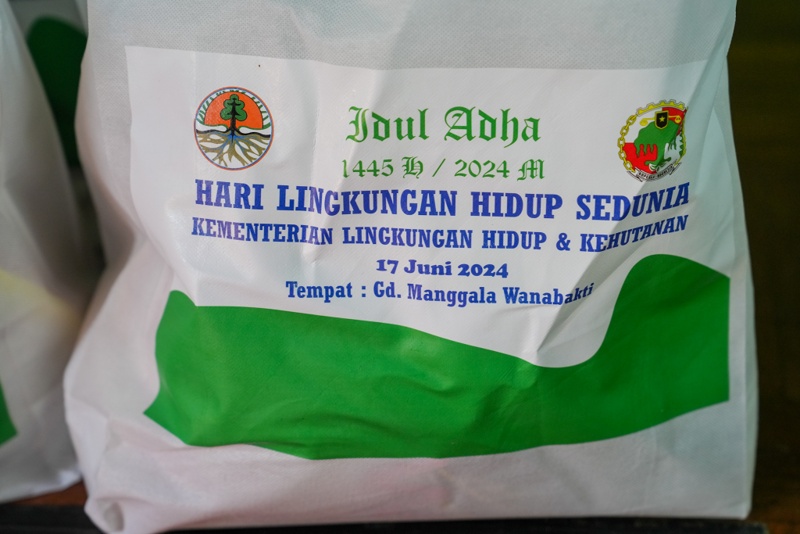 Idul Adha
1445 H / 2024 M
HARI LINGKUNGAN HIDUP SEDUNIA
KEMENTERIAN LINGKUNGAN HIDUP & KEHUTANAN
17 Juni 2024
Tempat : Gd. Manggala Wanabakti